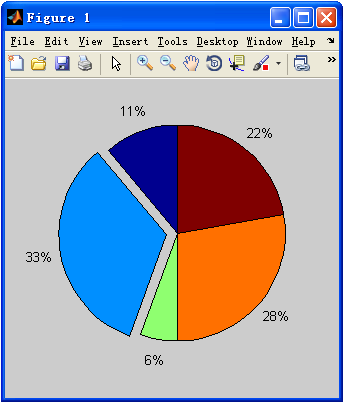 Figure 1
File Edit View Insert Tools Desktop Window Help
11%
22%
33%
28%
6%